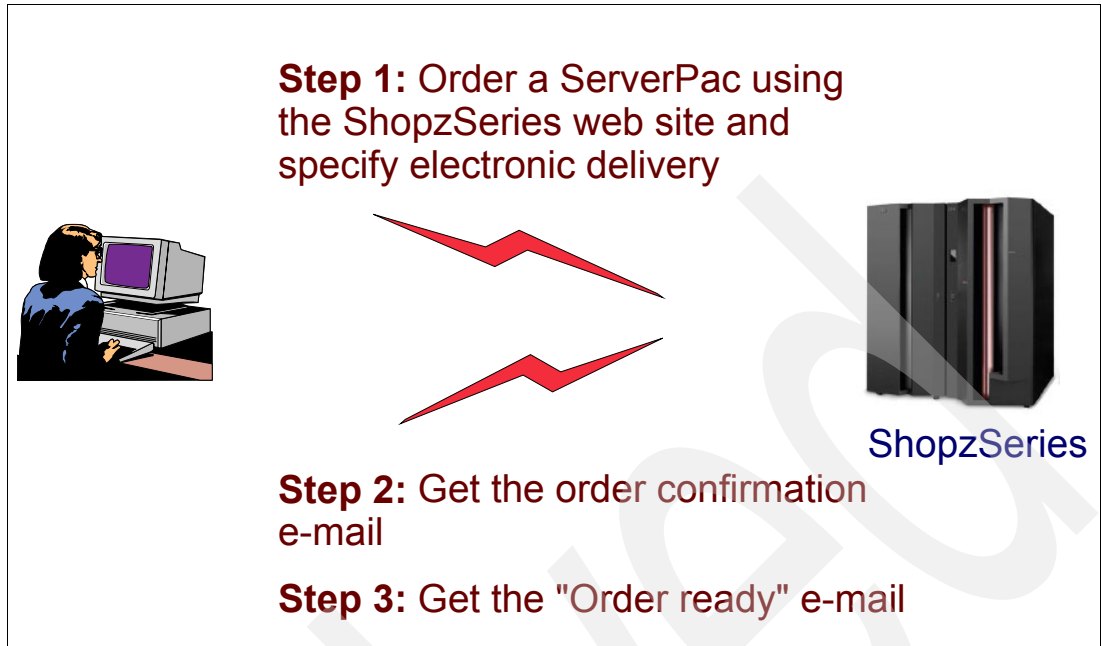 Step 1: Order a ServerPac using
the ShopzSeries web site and
specify electronic delivery
ShopzSeries
Step 2: Get the order confirmation
e-mail
Step 3: Get the "Order ready" e-mail